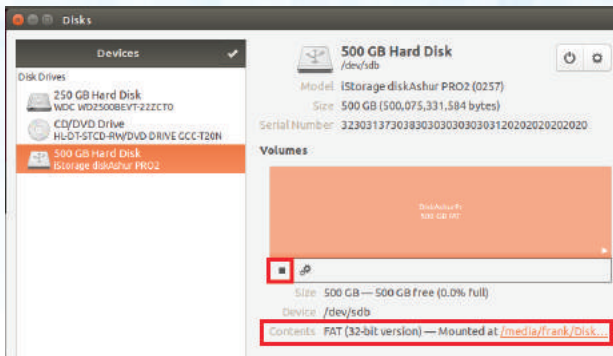 Disks
Devices
Disk Drives
250 GB Hard Disk
WDC WD2500BEVT-22ZCT0
CD/DVD Drive
HL-DT-STCD-RW/DVD DRIVE GCC-T20N
500 GB Hard Disk
iStorage diskAshur PRO2
500 GB Hard Disk
/dev/sdb
Model iStorage diskAshur PRO2 (0257)
Size 500 GB (500,075,331,584 bytes)
Serial Number
Volumes
500 GB FAT
Size 500 GB — 500 GB free (0.0% full)
Device /dev/sdb
Contents FAT (32-bit version) — Mounted at /media/frank/Disk...